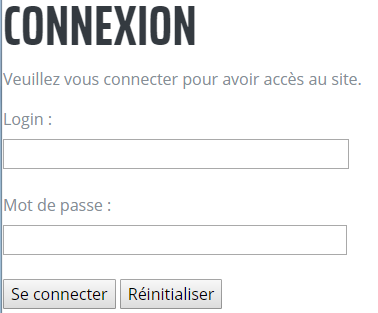 CONNEXION
Veuillez vous connecter pour avoir accès au site.
Login :
Mot de passe :
Se connecter Réinitialiser